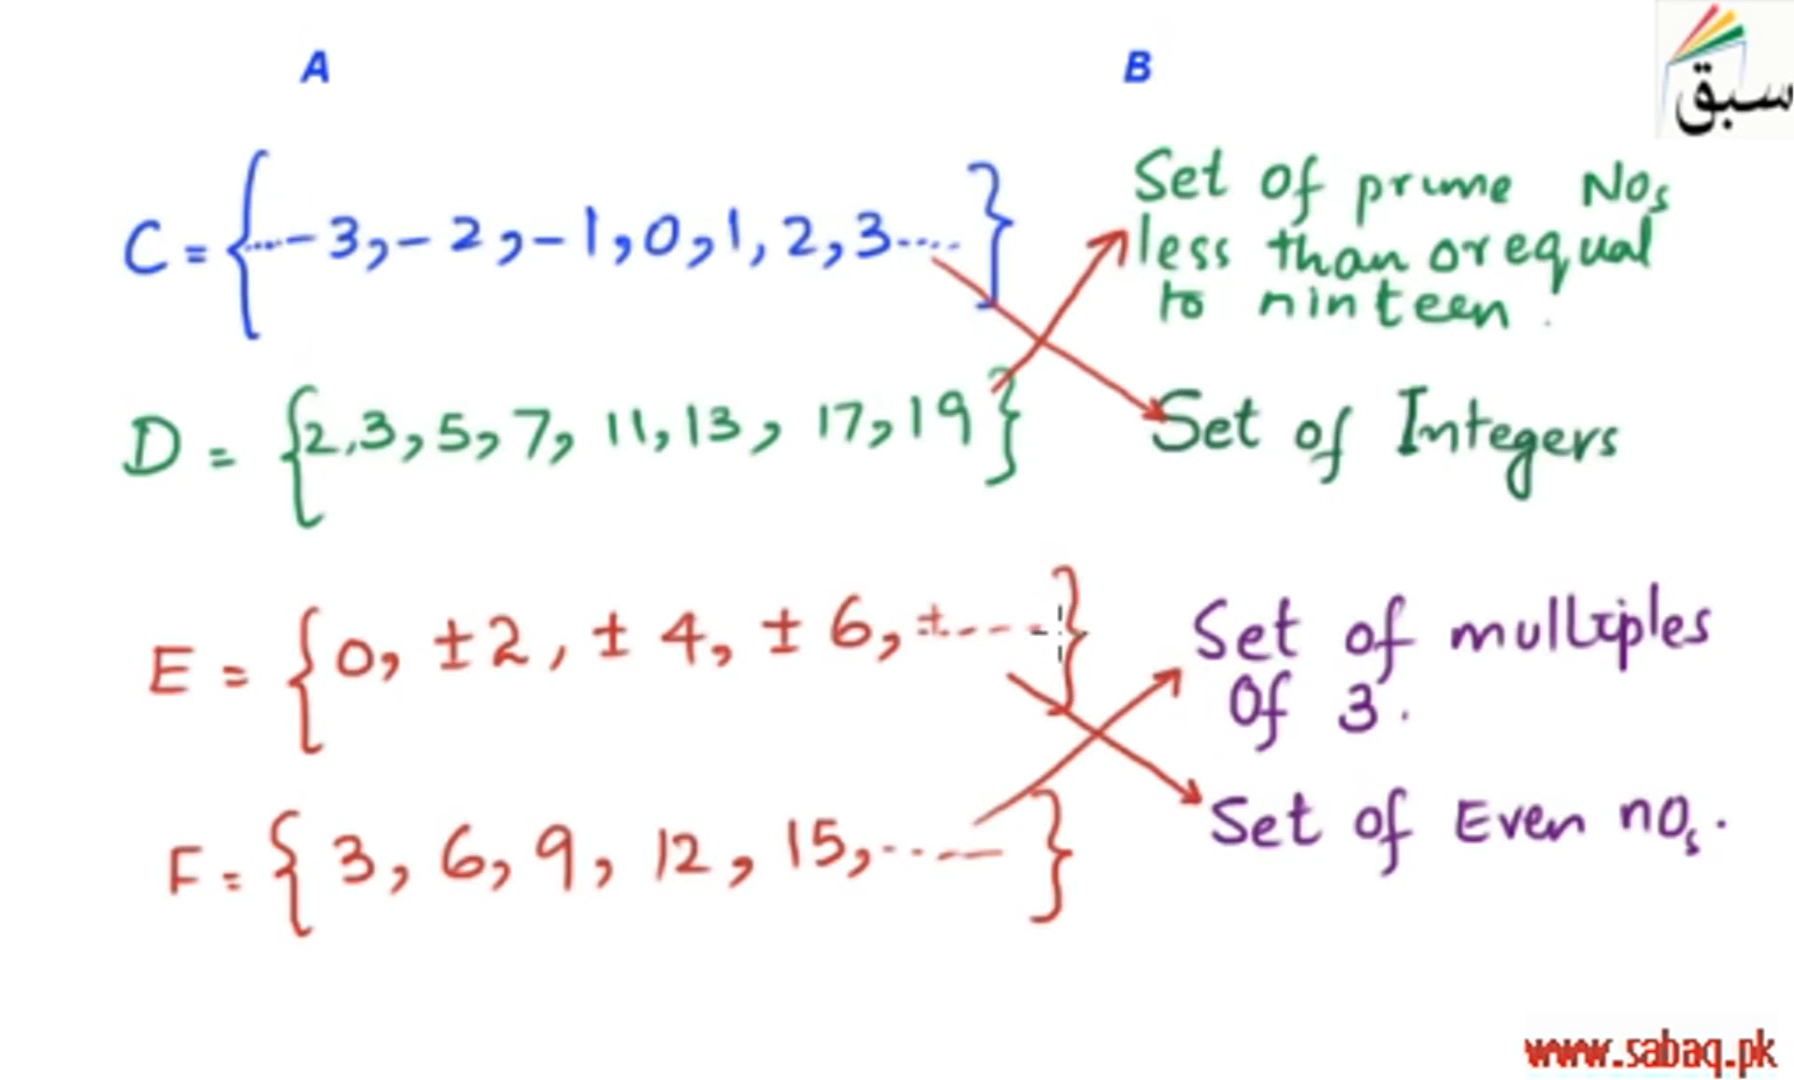 A
B
سبق
C = {....-3, -2, -1, 0, 1, 2, 3....}
Set of prime Nos
less than or equal
to ninteen.
D = {2, 3, 5, 7, 11, 13, 17, 19}
Set of Integers
E = {0, ±2, ±4, ±6, ±....}
Set of multiples
Of 3.
F = {3, 6, 9, 12, 15, ....}
Set of Even nos.
www.sabaq.pk